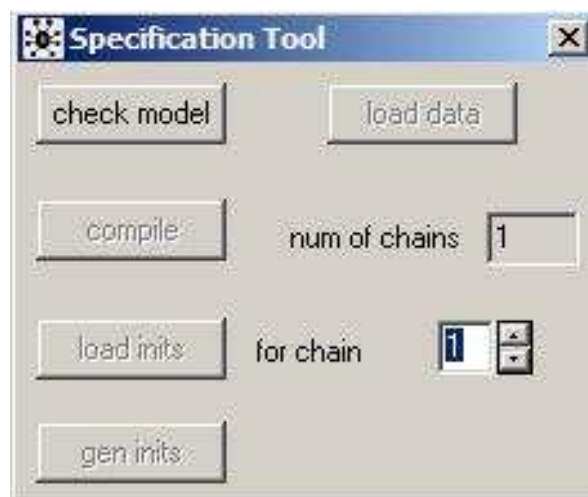 Specification Tool
check model load data
compile num of chains 1
load inits for chain 1
gen inits